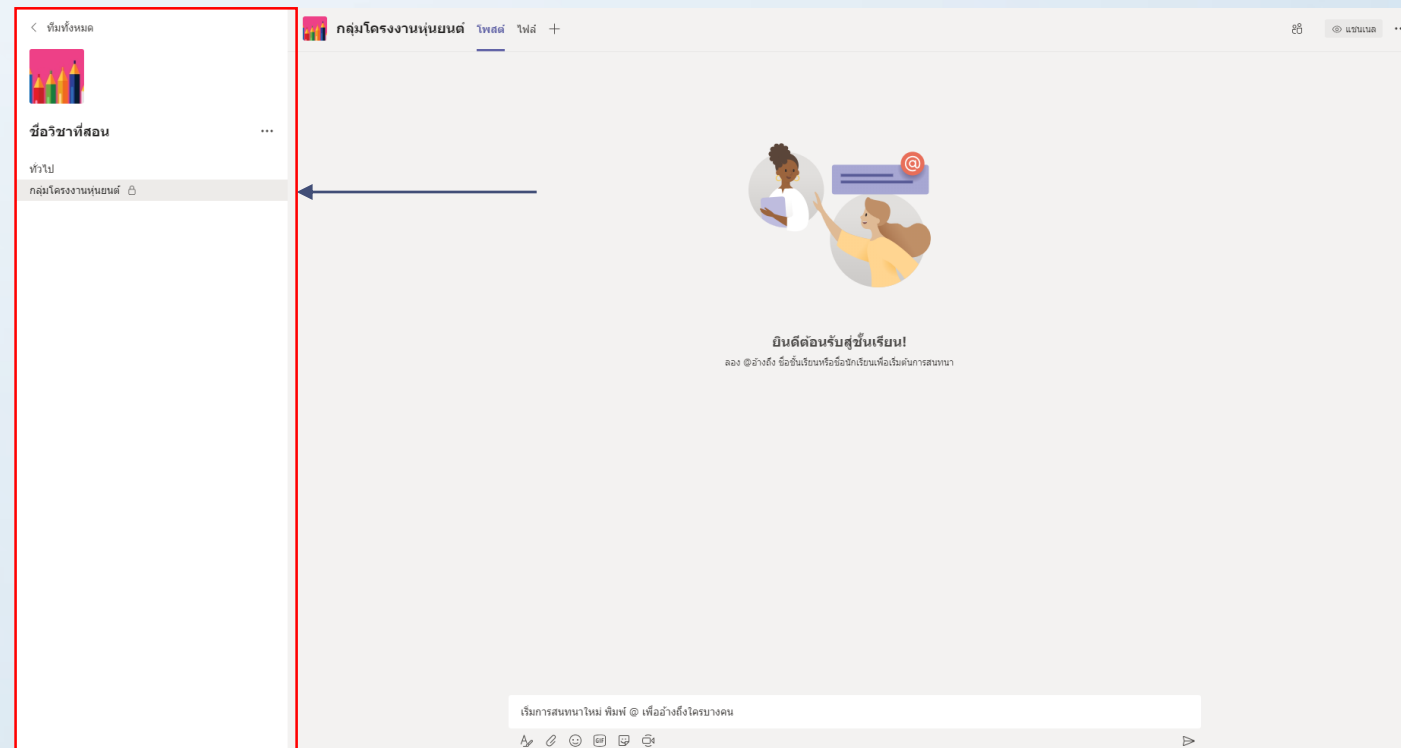 ทีมทั้งหมด
กลุ่มโครงงานหุ่นยนต์ โพสต์ ไฟล์
แชนเนล
ชื่อวิชาที่สอน
ทั่วไป
กลุ่มโครงงานหุ่นยนต์
@
ยินดีต้อนรับสู่ชั้นเรียน!
ลอง @อ้างถึง ชื่อชั้นเรียนหรือชื่อนักเรียนเพื่อเริ่มต้นการสนทนา
เริ่มการสนทนาใหม่ พิมพ์ @ เพื่ออ้างถึงใครบางคน
GIF